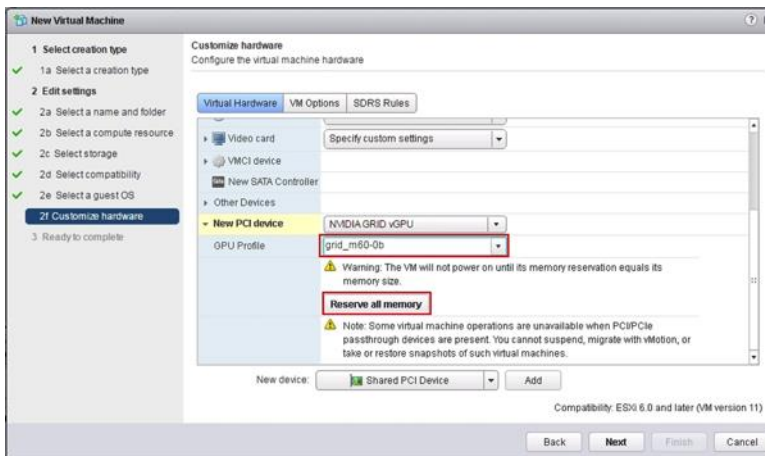 New Virtual Machine
1 Select creation type
1a Select a creation type
2 Edit settings
2a Select a name and folder
2b Select a compute resource
2c Select storage
2d Select compatibility
2e Select a guest OS
2f Customize hardware
3 Ready to complete
Customize hardware
Configure the virtual machine hardware
Virtual Hardware VM Options SDRS Rules
Video card Specify custom settings
VMCI device
New SATA Controller
Other Devices
New PCI device NVIDIA GRID vGPU
GPU Profile grid_m60-0b
Warning: The VM will not power on until its memory reservation equals its
memory size.
Reserve all memory
Note: Some virtual machine operations are unavailable when PCI/PCIe
passthrough devices are present. You cannot suspend, migrate with vMotion, or
take or restore snapshots of such virtual machines.
New device: Shared PCI Device Add
Compatibility: ESXi 6.0 and later (VM version 11)
Back Next Finish Cancel